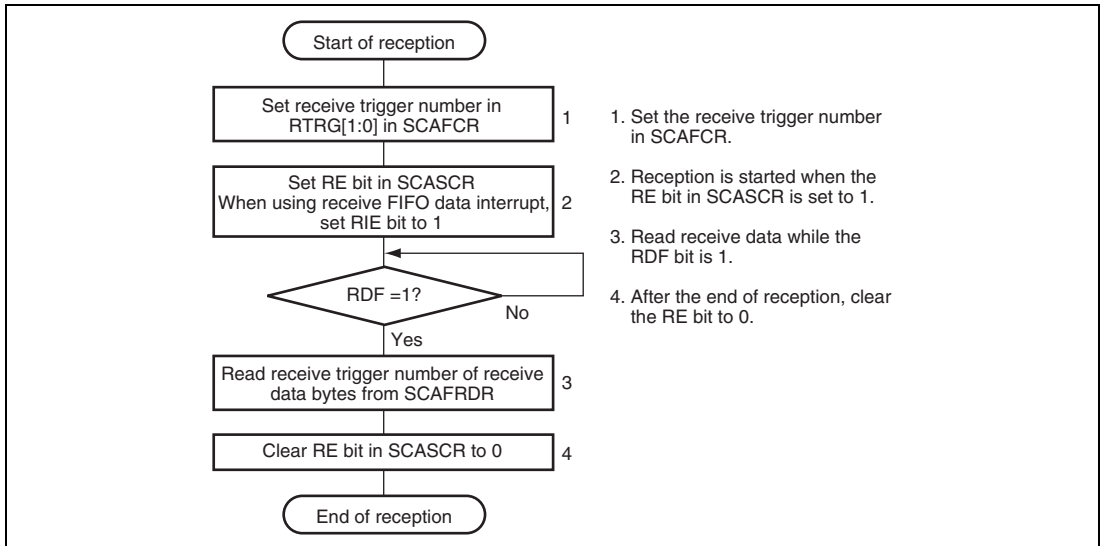 Start of reception
Set receive trigger number in
RTRG[1:0] in SCAFCR
1
Set RE bit in SCASCR
When using receive FIFO data interrupt,
set RIE bit to 1
2
RDF =1?
No
Yes
Read receive trigger number of receive
data bytes from SCAFRDR
3
Clear RE bit in SCASCR to 0
4
End of reception
1. Set the receive trigger number
in SCAFCR.
2. Reception is started when the
RE bit in SCASCR is set to 1.
3. Read receive data while the
RDF bit is 1.
4. After the end of reception, clear
the RE bit to 0.